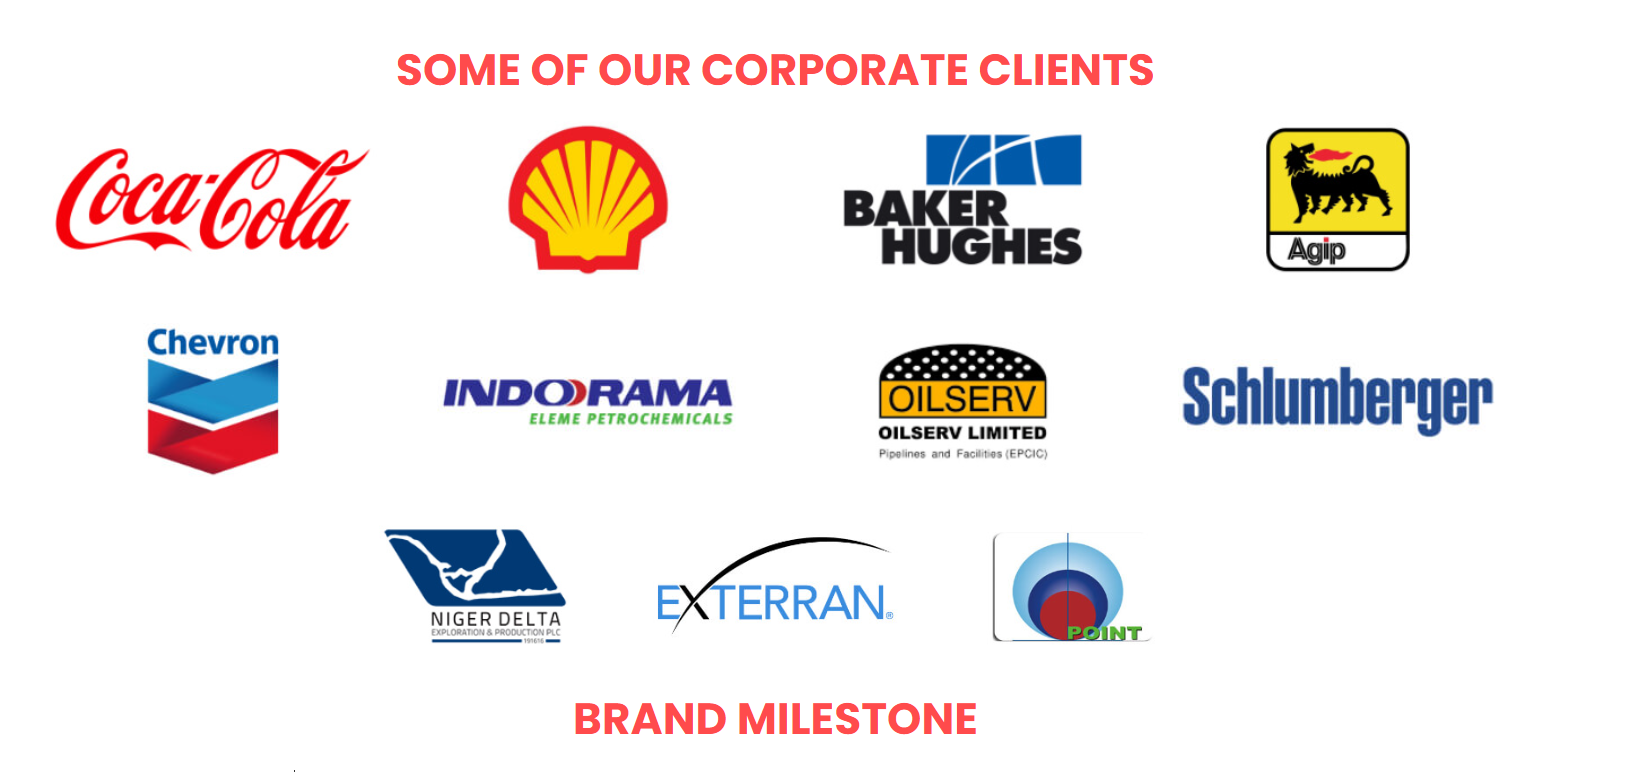 SOME OF OUR CORPORATE CLIENTS
Coca-Cola
BAKER
HUGHES
Agip
Chevron
INDORAMA
ELEME PETROCHEMICALS
OILSERV
OILSERV LIMITED
Pipelines and Facilities (EPCIC)
Schlumberger
NIGER DELTA
EXPLORATION & PRODUCTION PLC
191616
EXTERRAN®
POINT
BRAND MILESTONE